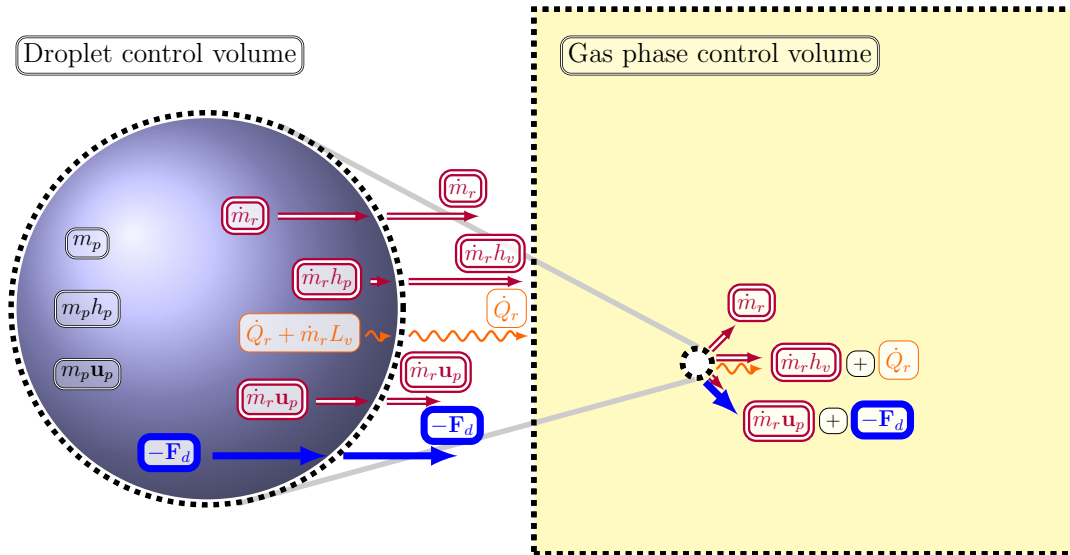 Droplet control volume
Gas phase control volume
ṁ_r
ṁ_r
m_p
ṁ_r h_v
ṁ_r h_p
m_p h_p
Q̇_r
Q̇_r + ṁ_r L_v
m_p 𝐮_p
ṁ_r 𝐮_p
ṁ_r 𝐮_p
−𝐅_d
−𝐅_d
ṁ_r
ṁ_r h_v + Q̇_r
ṁ_r 𝐮_p + −𝐅_d